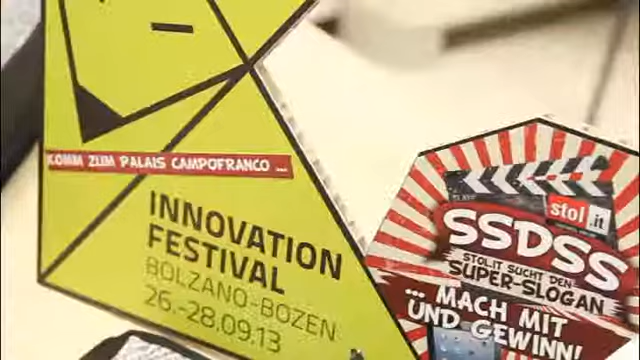 KOMM ZUM PALAIS CAMPOFRANCO ...
INNOVATION
FESTIVAL
BOLZANO-BOZEN
26.-28.09.13
stol.it
SSDSS
STOL.IT SUCHT DEN
SUPER-SLOGAN
... MACH MIT
UND GEWINN!